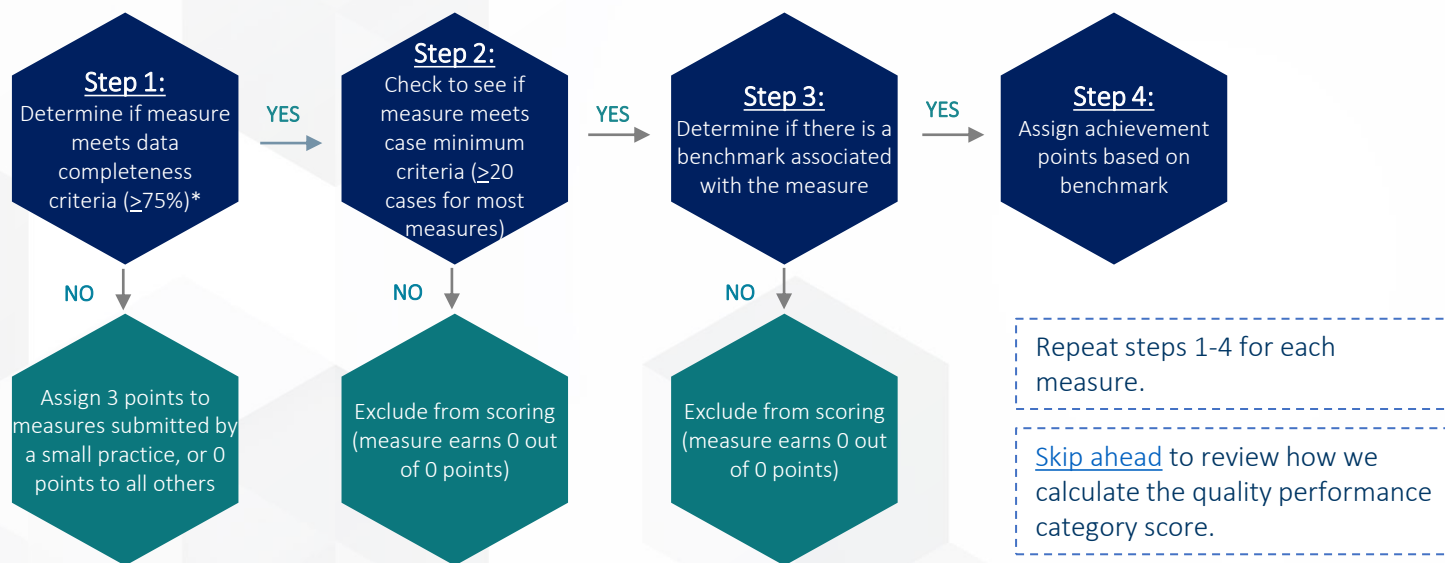 Step 1:
Determine if measure
meets data
completeness
criteria (≥75%)*
YES
Step 2:
Check to see if
measure meets
case minimum
criteria (≥20
cases for most
measures)
YES
Step 3:
Determine if there is a
benchmark associated
with the measure
YES
Step 4:
Assign achievement
points based on
benchmark
NO
NO
NO
Assign 3 points to
measures submitted by
a small practice, or 0
points to all others
Exclude from scoring
(measure earns 0 out
of 0 points)
Exclude from scoring
(measure earns 0 out
of 0 points)
Repeat steps 1-4 for each
measure.
Skip ahead to review how we
calculate the quality performance
category score.